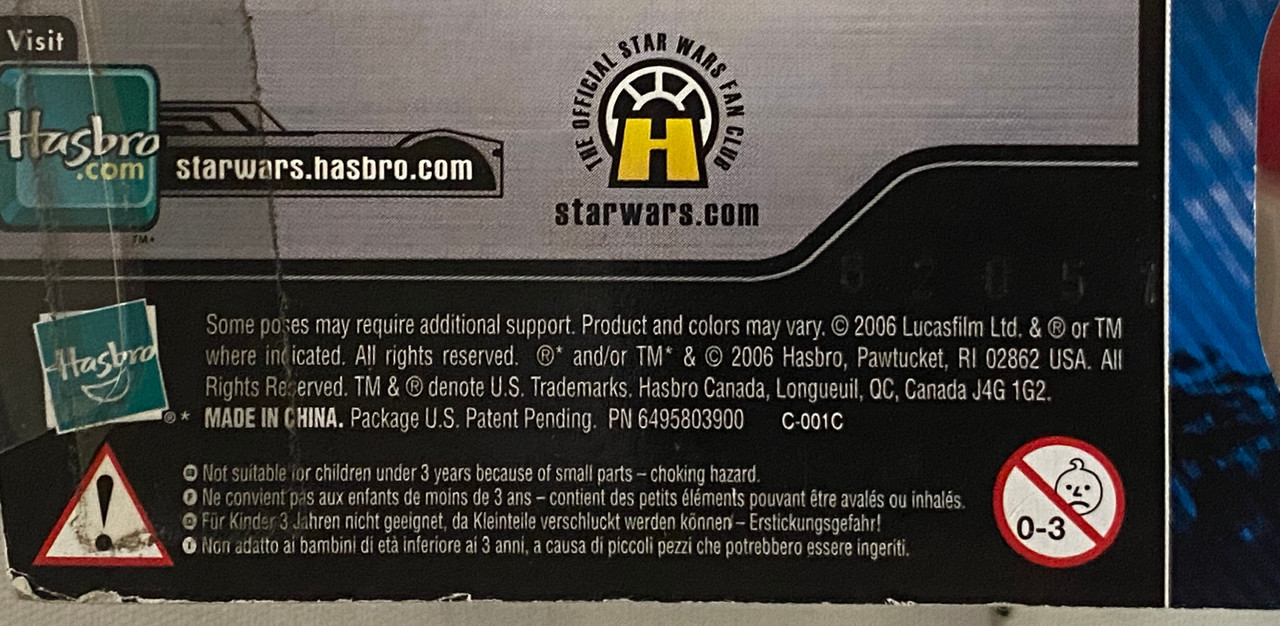 Visit
Hasbro
.com
TM*
starwars.hasbro.com
THE OFFICIAL STAR WARS FAN CLUB
H
starwars.com
Hasbro
®*
Some poses may require additional support. Product and colors may vary. © 2006 Lucasfilm Ltd. & ® or TM
where indicated. All rights reserved. ®* and/or TM* & © 2006 Hasbro, Pawtucket, RI 02862 USA. All
Rights Reserved. TM & ® denote U.S. Trademarks. Hasbro Canada, Longueuil, QC, Canada J4G 1G2.
MADE IN CHINA. Package U.S. Patent Pending. PN 6495803900 C-001C
Not suitable for children under 3 years because of small parts – choking hazard.
F Ne convient pas aux enfants de moins de 3 ans – contient des petits éléments pouvant être avalés ou inhalés.
D Für Kinder 3 Jahren nicht geeignet, da Kleinteile verschluckt werden können – Erstickungsgefahr!
I Non adatto ai bambini di età inferiore ai 3 anni, a causa di piccoli pezzi che potrebbero essere ingeriti.
0-3